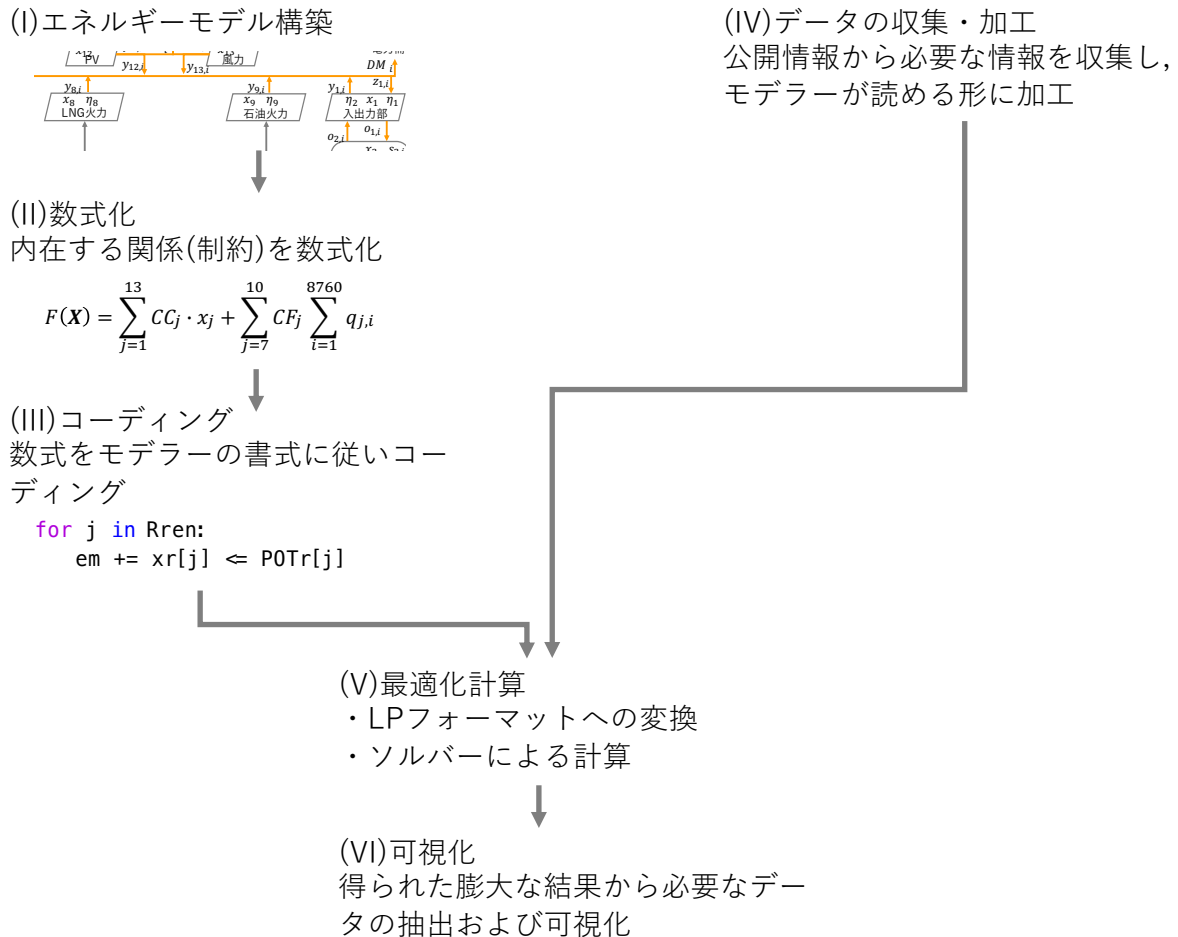 (I)エネルギーモデル構築
PV
風力
y₁₂,ᵢ
y₁₃,ᵢ
DM ᵢ
z₁,ᵢ
y₈,ᵢ
y₉,ᵢ
y₁,ᵢ
x₈ η₈
x₉ η₉
η₂ x₁ η₁
LNG火力
石油火力
入出力部
o₂,ᵢ
o₁,ᵢ
(II)数式化
内在する関係(制約)を数式化
F(X) = ∑_{j=1}^{13} CC_j · x_j + ∑_{j=7}^{10} CF_j ∑_{i=1}^{8760} q_{j,i}
(III)コーディング
数式をモデラーの書式に従いコー
ディング
for j in Rren:
em += xr[j] <= POTr[j]
(IV)データの収集・加工
公開情報から必要な情報を収集し,
モデラーが読める形に加工
(V)最適化計算
・LPフォーマットへの変換
・ソルバーによる計算
(VI)可視化
得られた膨大な結果から必要なデー
タの抽出および可視化